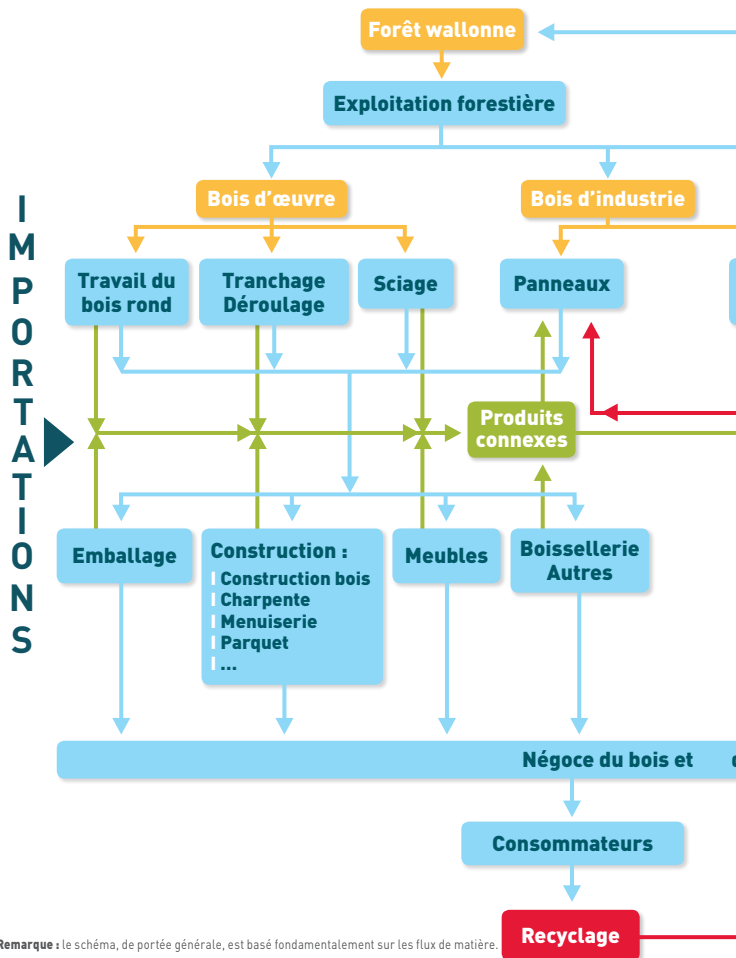 Forêt wallonne
Exploitation forestière
Bois d'œuvre
Bois d'industrie
IMPORTATIONS
Travail du
bois rond
Tranchage
Déroulage
Sciage
Panneaux
Produits
connexes
Emballage
Construction :
Construction bois
Charpente
Menuiserie
Parquet
...
Meubles
Boissellerie
Autres
Négoce du bois et
Consommateurs
Recyclage
Remarque : le schéma, de portée générale, est basé fondamentalement sur les flux de matière.